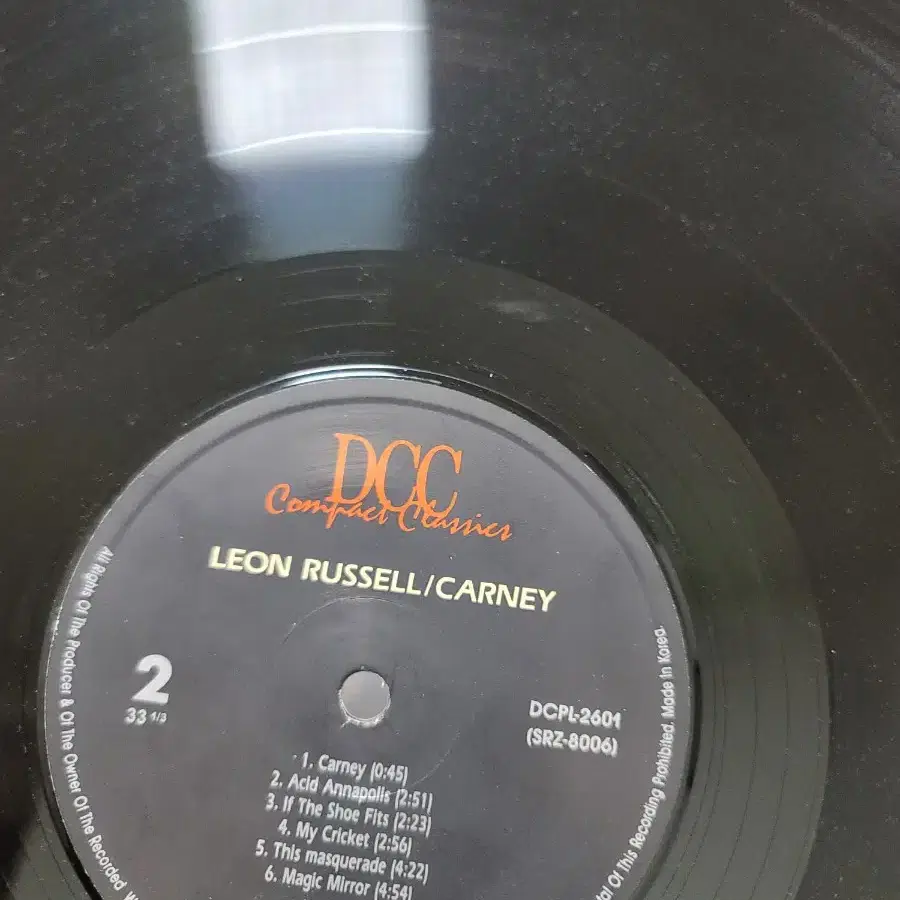 DCC
Compact Classics
LEON RUSSELL/CARNEY
2
33 1/3
DCPL-2601
(SRZ-8006)
1. Carney (0:45)
2. Acid Annapolis (2:51)
3. If The Shoe Fits (2:23)
4. My Cricket (2:56)
5. This masquerade (4:22)
6. Magic Mirror (4:54)
All Rights Of The Producer & Of The Owner Of The Recorded
Of This Recording Prohibited. Made In Korea.